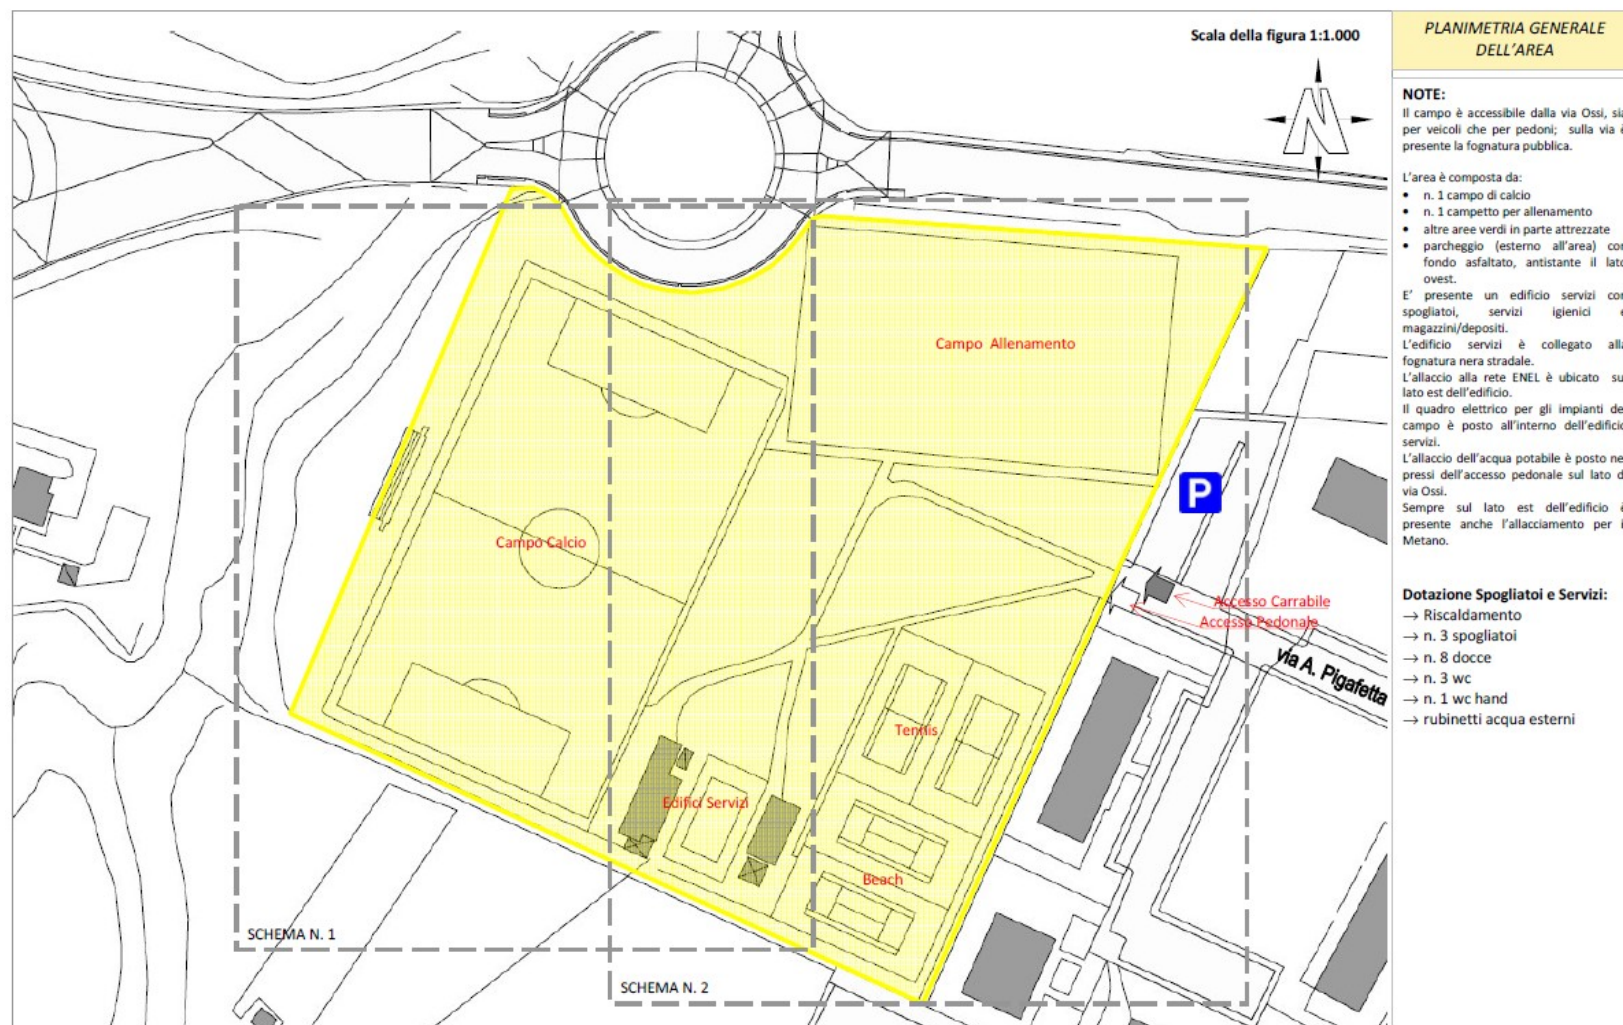 Scala della figura 1:1.000
N
Campo Allenamento
P
Campo Calcio
Accesso Carrabile
Accesso Pedonale
via A. Pigafetta
Tennis
Edifici Servizi
Beach
SCHEMA N. 1
SCHEMA N. 2
PLANIMETRIA GENERALE
DELL'AREA
NOTE:
Il campo è accessibile dalla via Ossi, sia
per veicoli che per pedoni; sulla via è
presente la fognatura pubblica.
L'area è composta da:
• n. 1 campo di calcio
• n. 1 campetto per allenamento
• altre aree verdi in parte attrezzate
• parcheggio (esterno all'area) con
fondo asfaltato, antistante il lato
ovest.
E' presente un edificio servizi con
spogliatoi, servizi igienici e
magazzini/depositi.
L'edificio servizi è collegato alla
fognatura nera stradale.
L'allaccio alla rete ENEL è ubicato su
lato est dell'edificio.
Il quadro elettrico per gli impianti de
campo è posto all'interno dell'edificio
servizi.
L'allaccio dell'acqua potabile è posto ne
pressi dell'accesso pedonale sul lato d
via Ossi.
Sempre sul lato est dell'edificio è
presente anche l'allacciamento per i
Metano.
Dotazione Spogliatoi e Servizi:
→ Riscaldamento
→ n. 3 spogliatoi
→ n. 8 docce
→ n. 3 wc
→ n. 1 wc hand
→ rubinetti acqua esterni